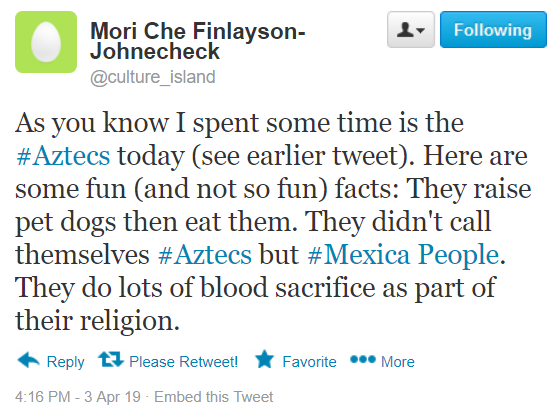 Mori Che Finlayson-
Johnecheck
@culture_island
Following
As you know I spent some time is the
#Aztecs today (see earlier tweet). Here are
some fun (and not so fun) facts: They raise
pet dogs then eat them. They didn't call
themselves #Aztecs but #Mexica People.
They do lots of blood sacrifice as part of
their religion.
Reply Please Retweet! Favorite More
4:16 PM - 3 Apr 19 · Embed this Tweet